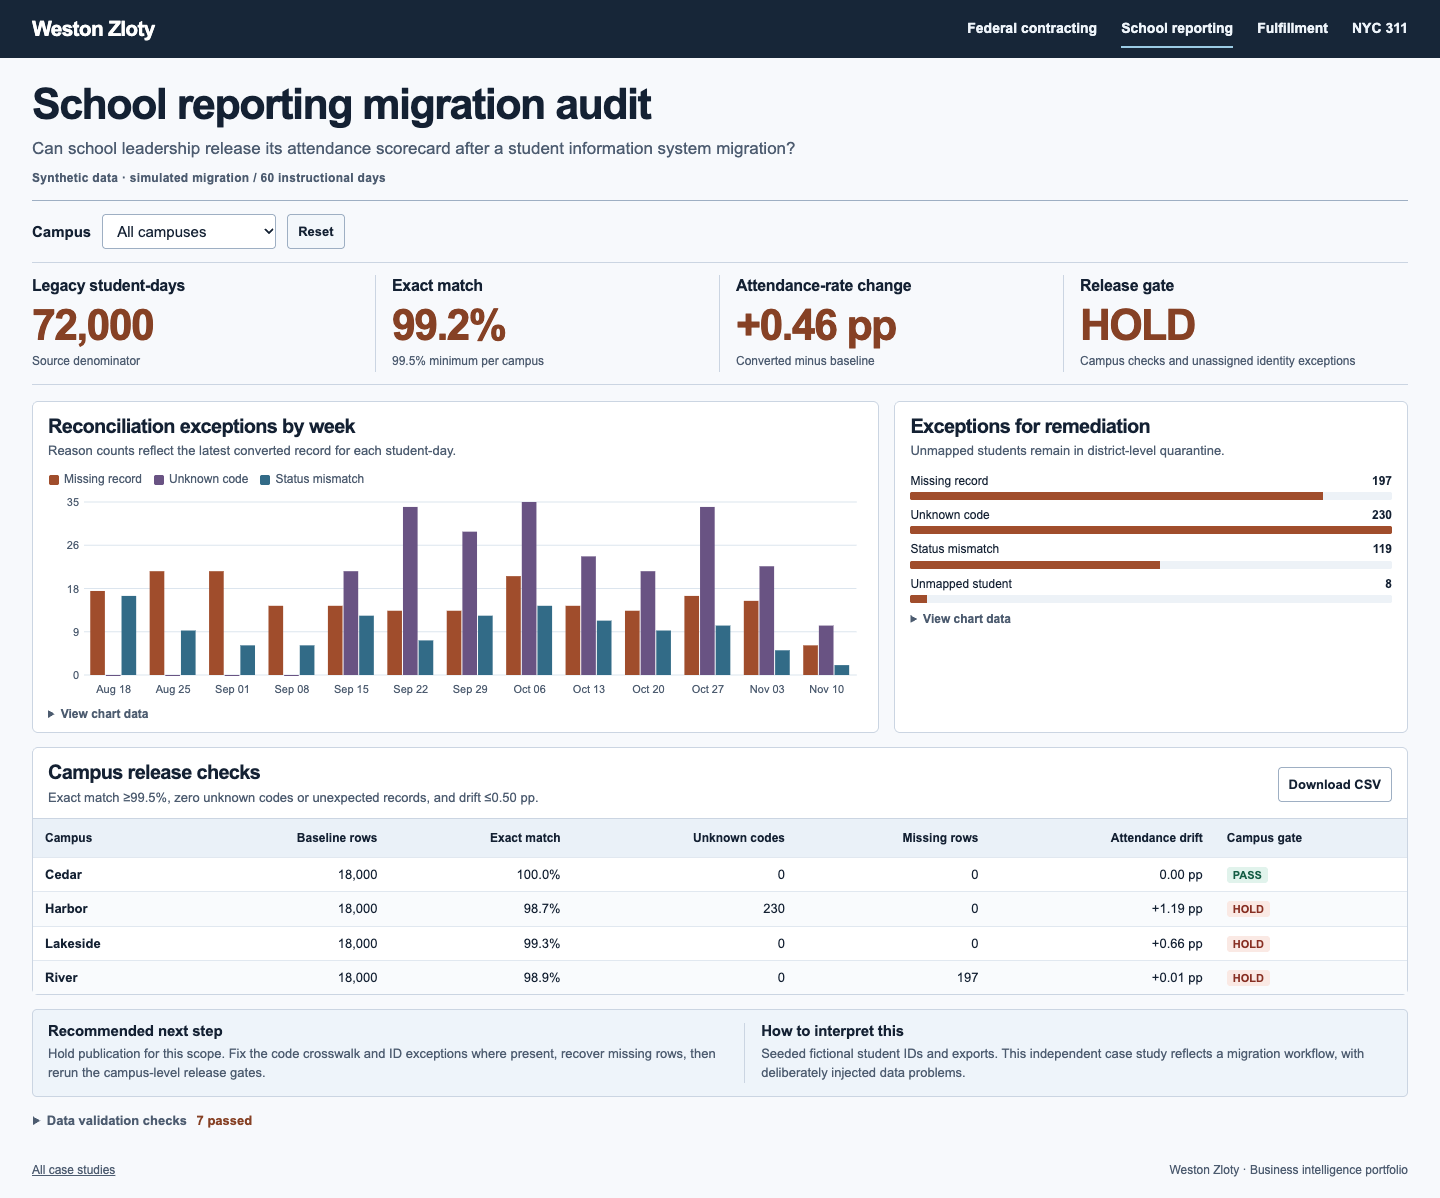 Weston Zloty
Federal contracting School reporting Fulfillment NYC 311
School reporting migration audit
Can school leadership release its attendance scorecard after a student information system migration?
Synthetic data · simulated migration / 60 instructional days
Campus All campuses Reset
Legacy student-days
72,000
Source denominator
Exact match
99.2%
99.5% minimum per campus
Attendance-rate change
+0.46 pp
Converted minus baseline
Release gate
HOLD
Campus checks and unassigned identity exceptions
Reconciliation exceptions by week
Reason counts reflect the latest converted record for each student-day.
Missing record Unknown code Status mismatch
35
26
18
9
0
Aug 18 Aug 25 Sep 01 Sep 08 Sep 15 Sep 22 Sep 29 Oct 06 Oct 13 Oct 20 Oct 27 Nov 03 Nov 10
View chart data
Exceptions for remediation
Unmapped students remain in district-level quarantine.
Missing record 197
Unknown code 230
Status mismatch 119
Unmapped student 8
View chart data
Campus release checks
Exact match ≥99.5%, zero unknown codes or unexpected records, and drift ≤0.50 pp.
Download CSV
Campus Baseline rows Exact match Unknown codes Missing rows Attendance drift Campus gate
Cedar 18,000 100.0% 0 0 0.00 pp PASS
Harbor 18,000 98.7% 230 0 +1.19 pp HOLD
Lakeside 18,000 99.3% 0 0 +0.66 pp HOLD
River 18,000 98.9% 0 197 +0.01 pp HOLD
Recommended next step
Hold publication for this scope. Fix the code crosswalk and ID exceptions where present, recover missing rows, then
rerun the campus-level release gates.
How to interpret this
Seeded fictional student IDs and exports. This independent case study reflects a migration workflow, with
deliberately injected data problems.
Data validation checks 7 passed
All case studies
Weston Zloty · Business intelligence portfolio